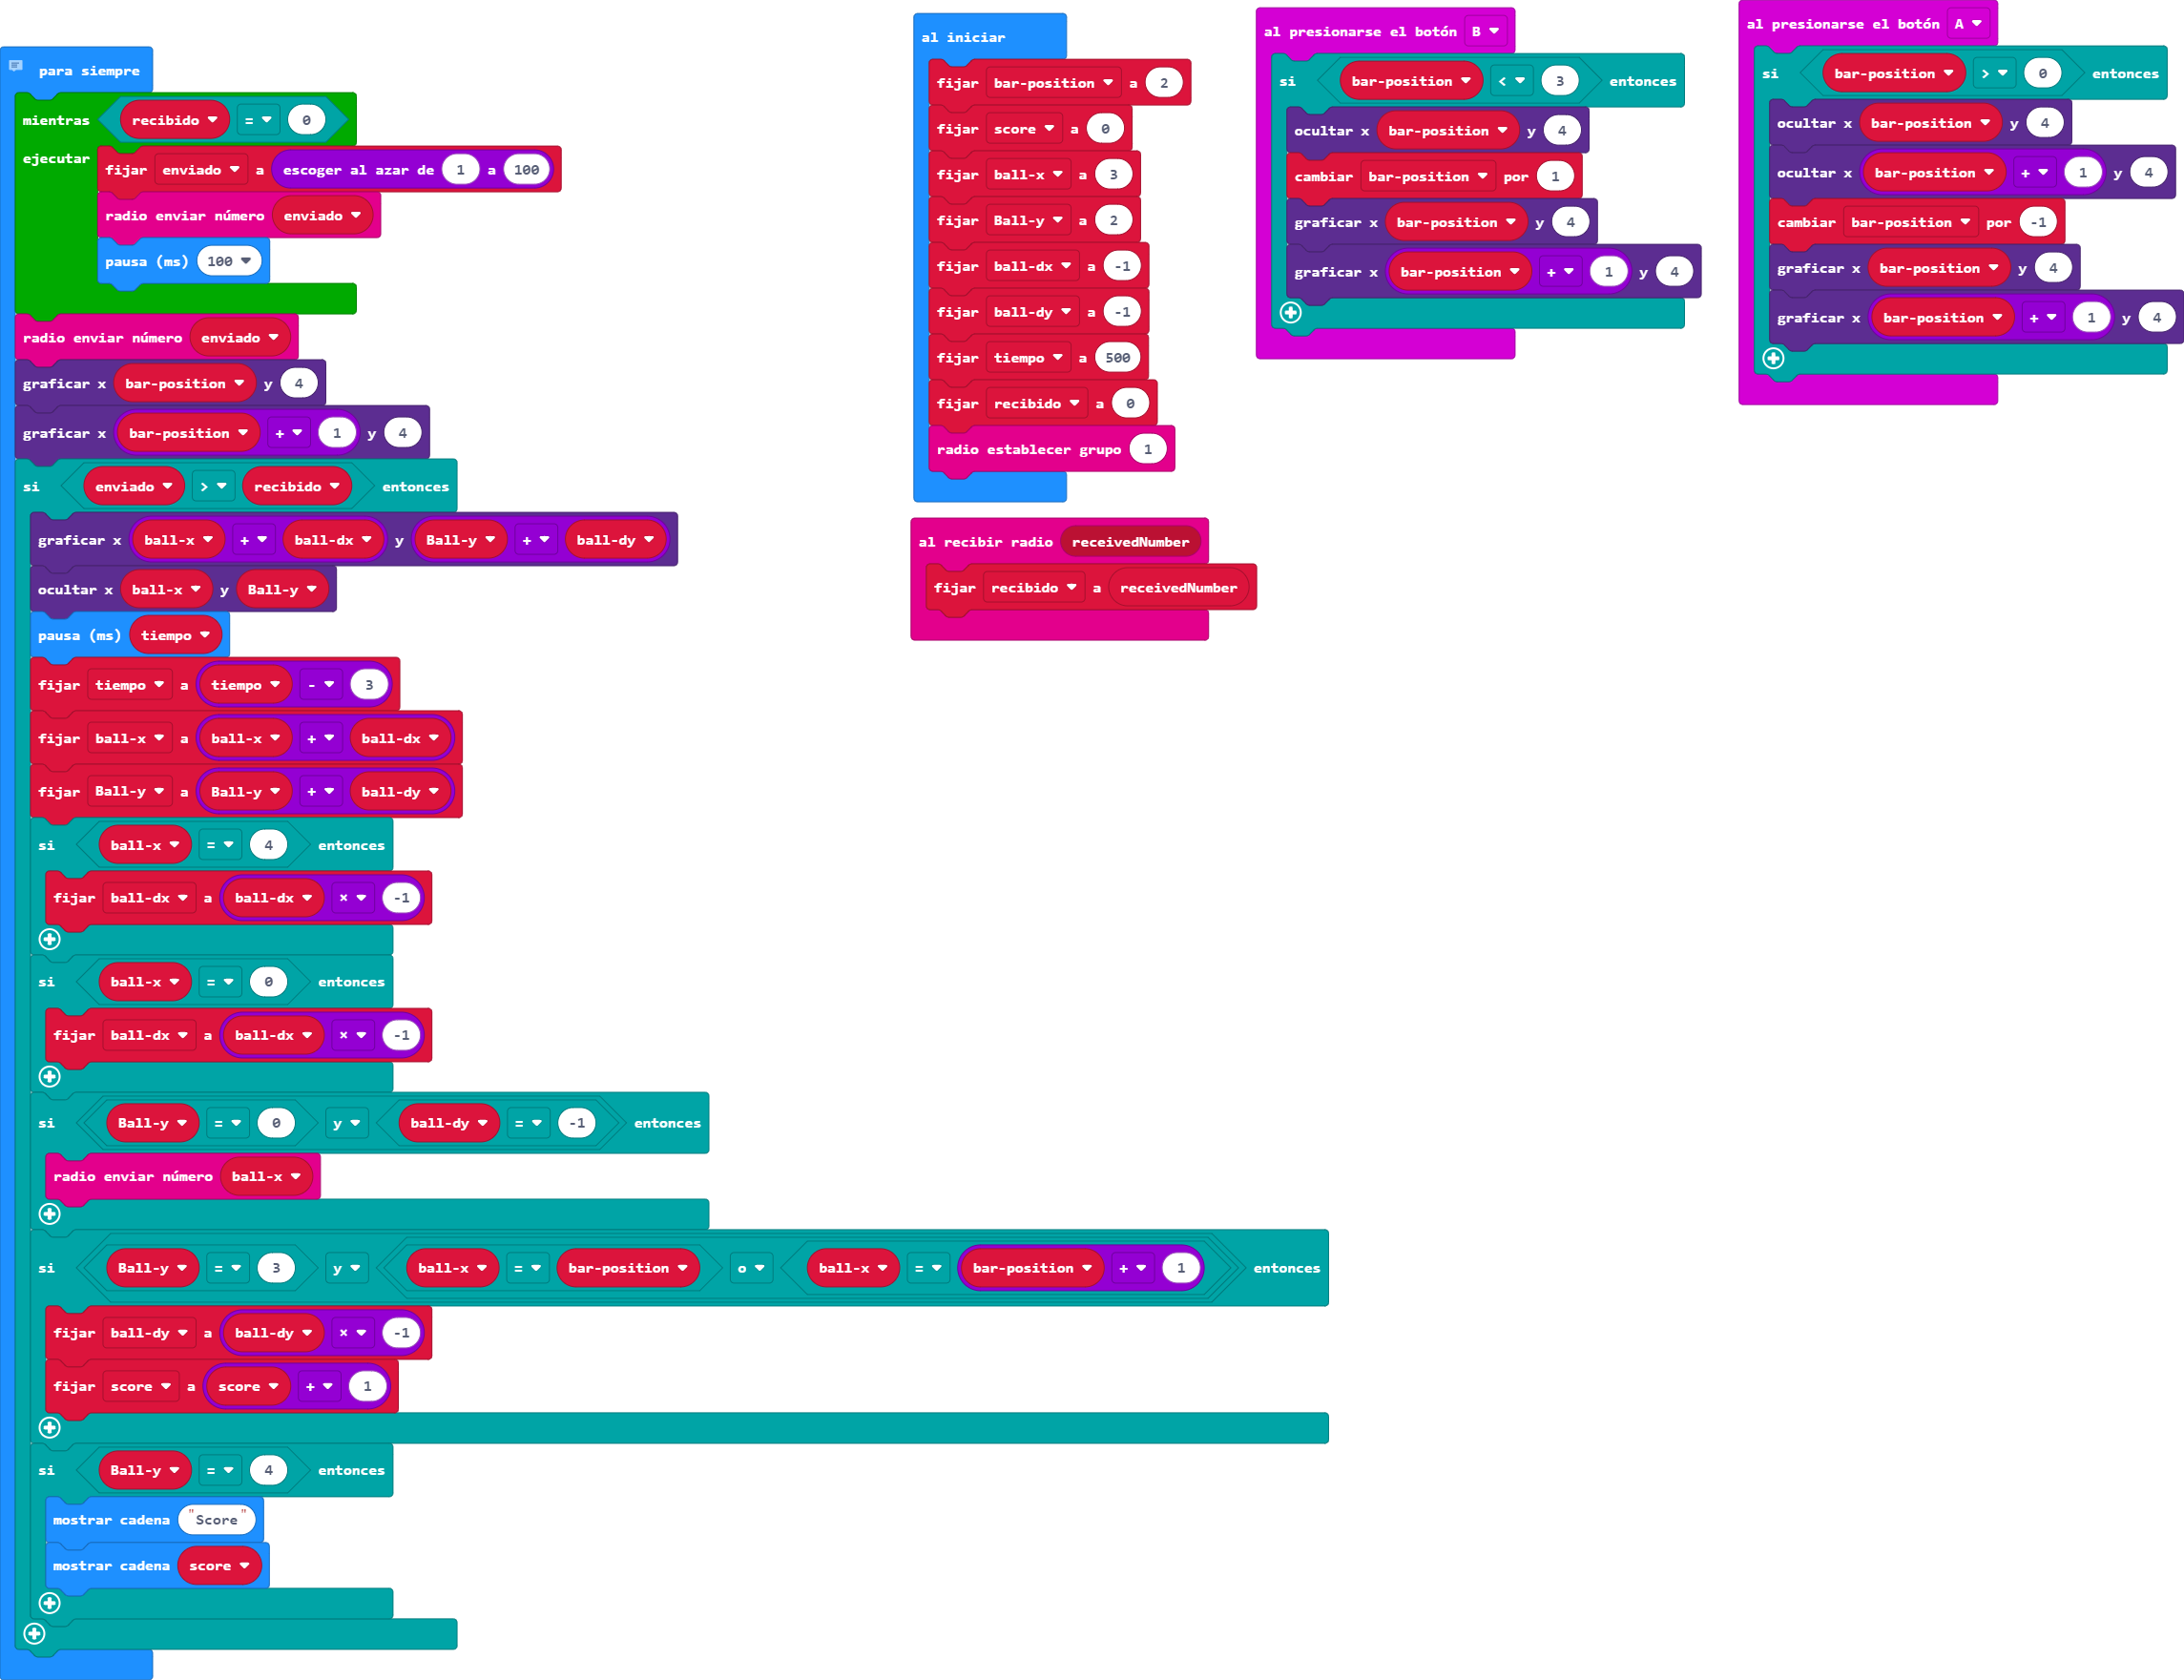 para siempre
mientras recibido = 0
ejecutar
fijar enviado a escoger al azar de 1 a 100
radio enviar número enviado
pausa (ms) 100
radio enviar número enviado
graficar x bar-position y 4
graficar x bar-position + 1 y 4
si enviado > recibido entonces
graficar x ball-x + ball-dx y Ball-y + ball-dy
ocultar x ball-x y Ball-y
pausa (ms) tiempo
fijar tiempo a tiempo - 3
fijar ball-x a ball-x + ball-dx
fijar Ball-y a Ball-y + ball-dy
si ball-x = 4 entonces
fijar ball-dx a ball-dx × -1
si ball-x = 0 entonces
fijar ball-dx a ball-dx × -1
si Ball-y = 0 y ball-dy = -1 entonces
radio enviar número ball-x
si Ball-y = 3 y ball-x = bar-position o ball-x = bar-position + 1 entonces
fijar ball-dy a ball-dy × -1
fijar score a score + 1
si Ball-y = 4 entonces
mostrar cadena "Score"
mostrar cadena score
al iniciar
fijar bar-position a 2
fijar score a 0
fijar ball-x a 3
fijar Ball-y a 2
fijar ball-dx a -1
fijar ball-dy a -1
fijar tiempo a 500
fijar recibido a 0
radio establecer grupo 1
al recibir radio receivedNumber
fijar recibido a receivedNumber
al presionarse el botón B
si bar-position < 3 entonces
ocultar x bar-position y 4
cambiar bar-position por 1
graficar x bar-position y 4
graficar x bar-position + 1 y 4
al presionarse el botón A
si bar-position > 0 entonces
ocultar x bar-position y 4
ocultar x bar-position + 1 y 4
cambiar bar-position por -1
graficar x bar-position y 4
graficar x bar-position + 1 y 4